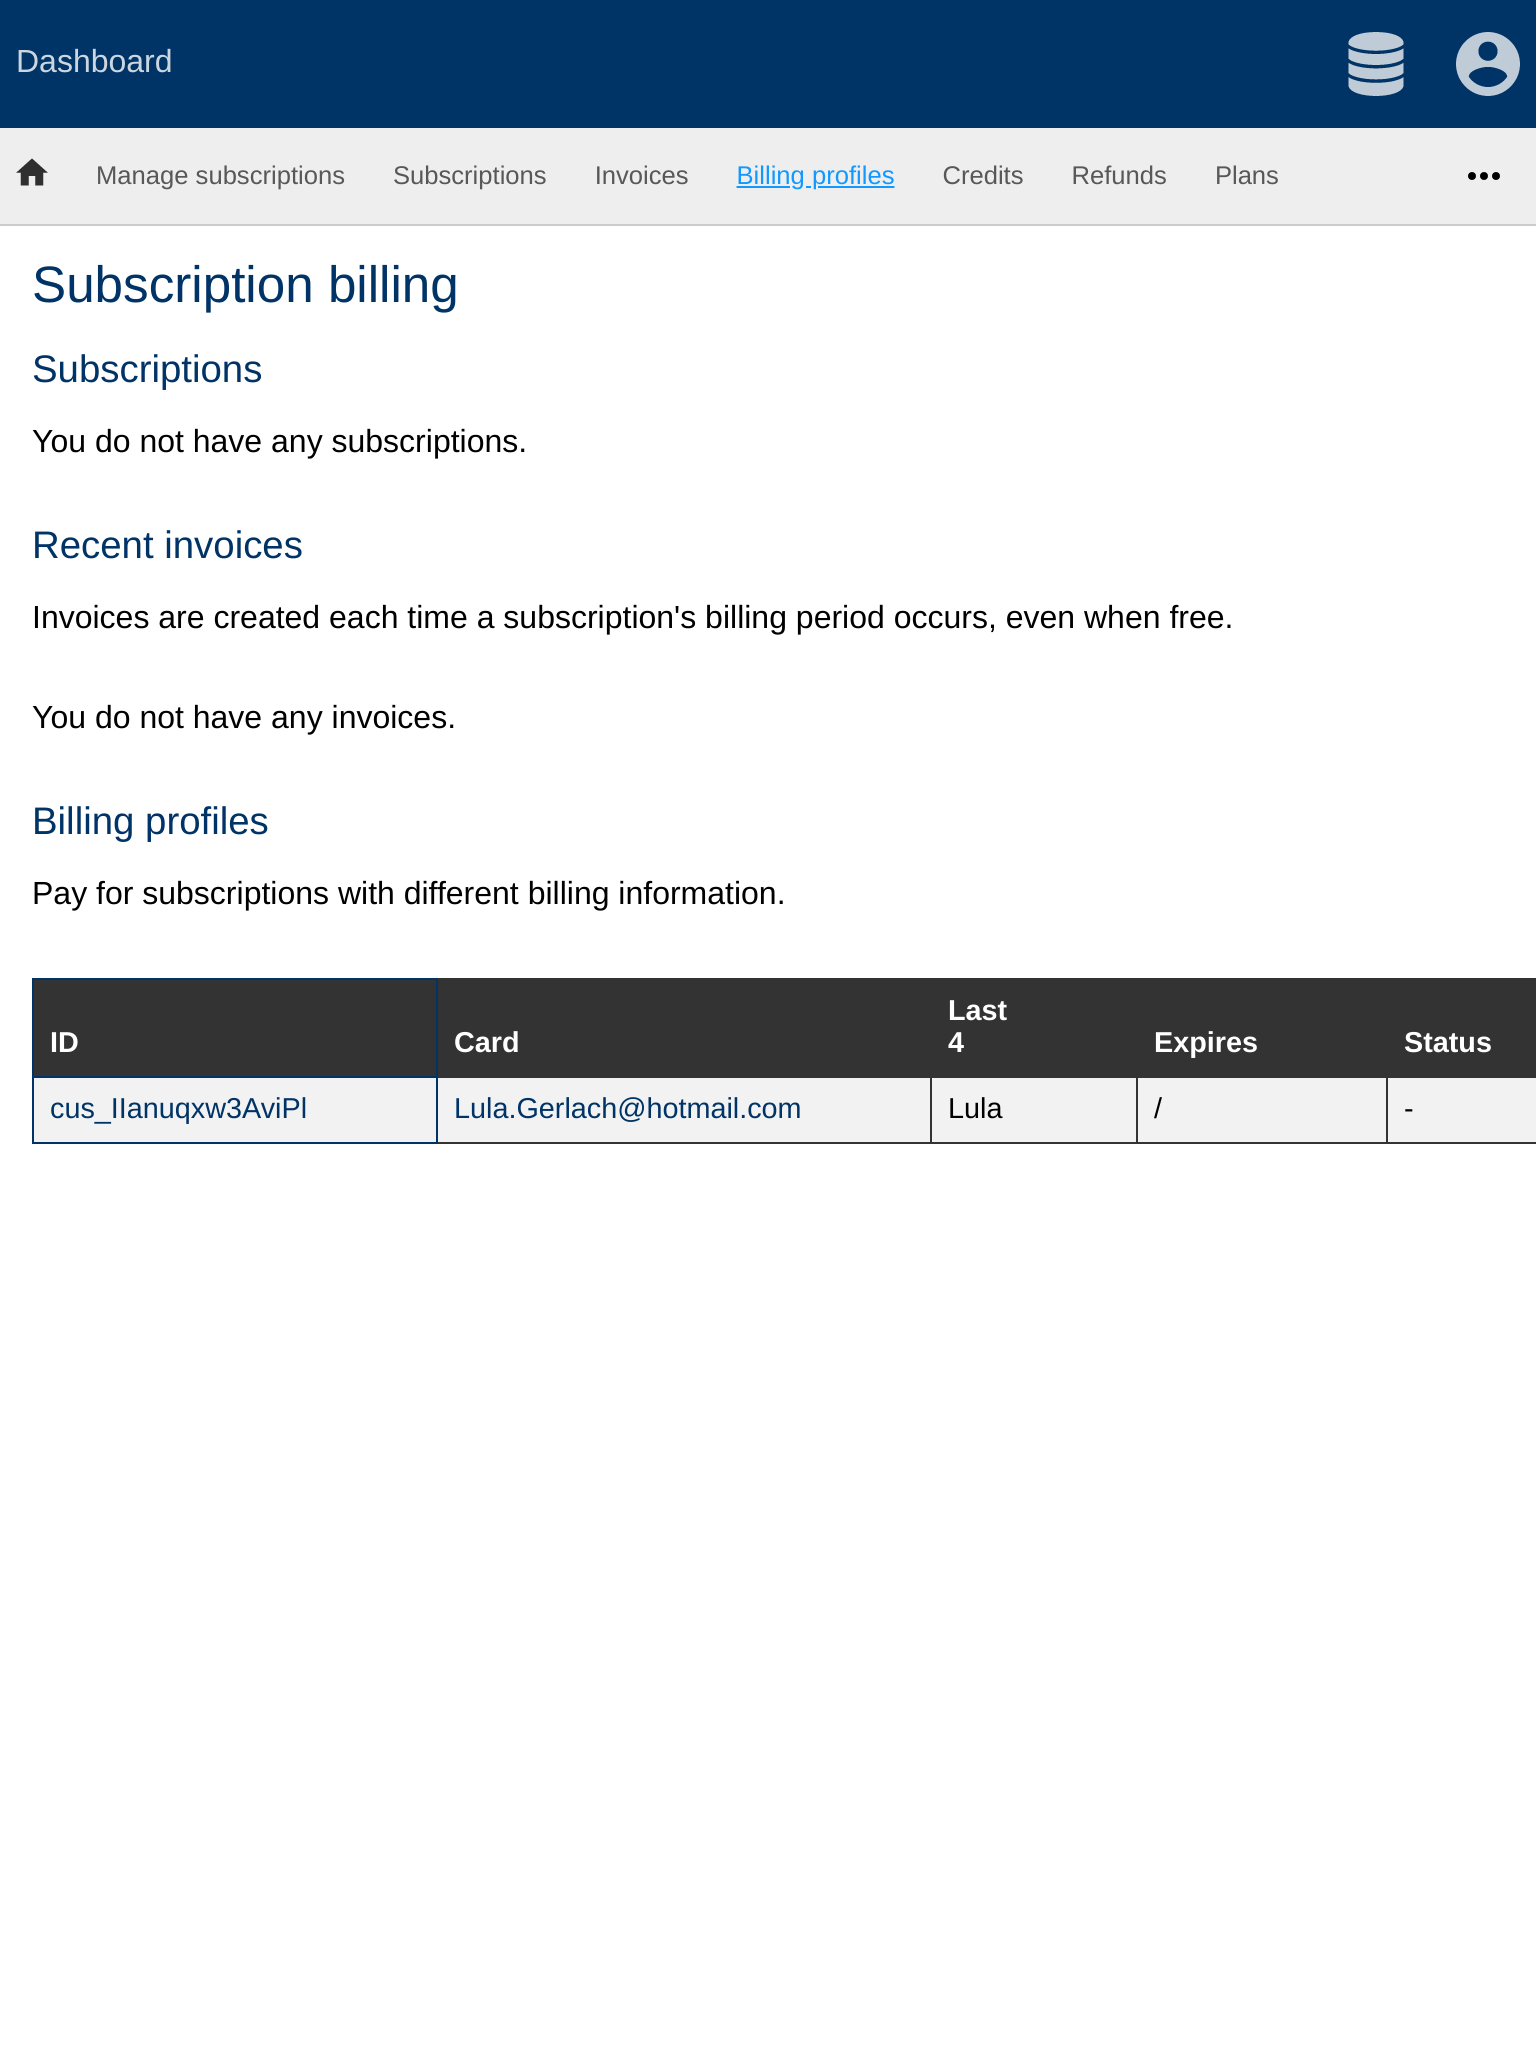 Dashboard
Manage subscriptions Subscriptions Invoices Billing profiles Credits Refunds Plans
Subscription billing
Subscriptions
You do not have any subscriptions.
Recent invoices
Invoices are created each time a subscription's billing period occurs, even when free.
You do not have any invoices.
Billing profiles
Pay for subscriptions with different billing information.
ID Card Last 4 Expires Status
cus_IIanuqxw3AviPl Lula.Gerlach@hotmail.com Lula / -